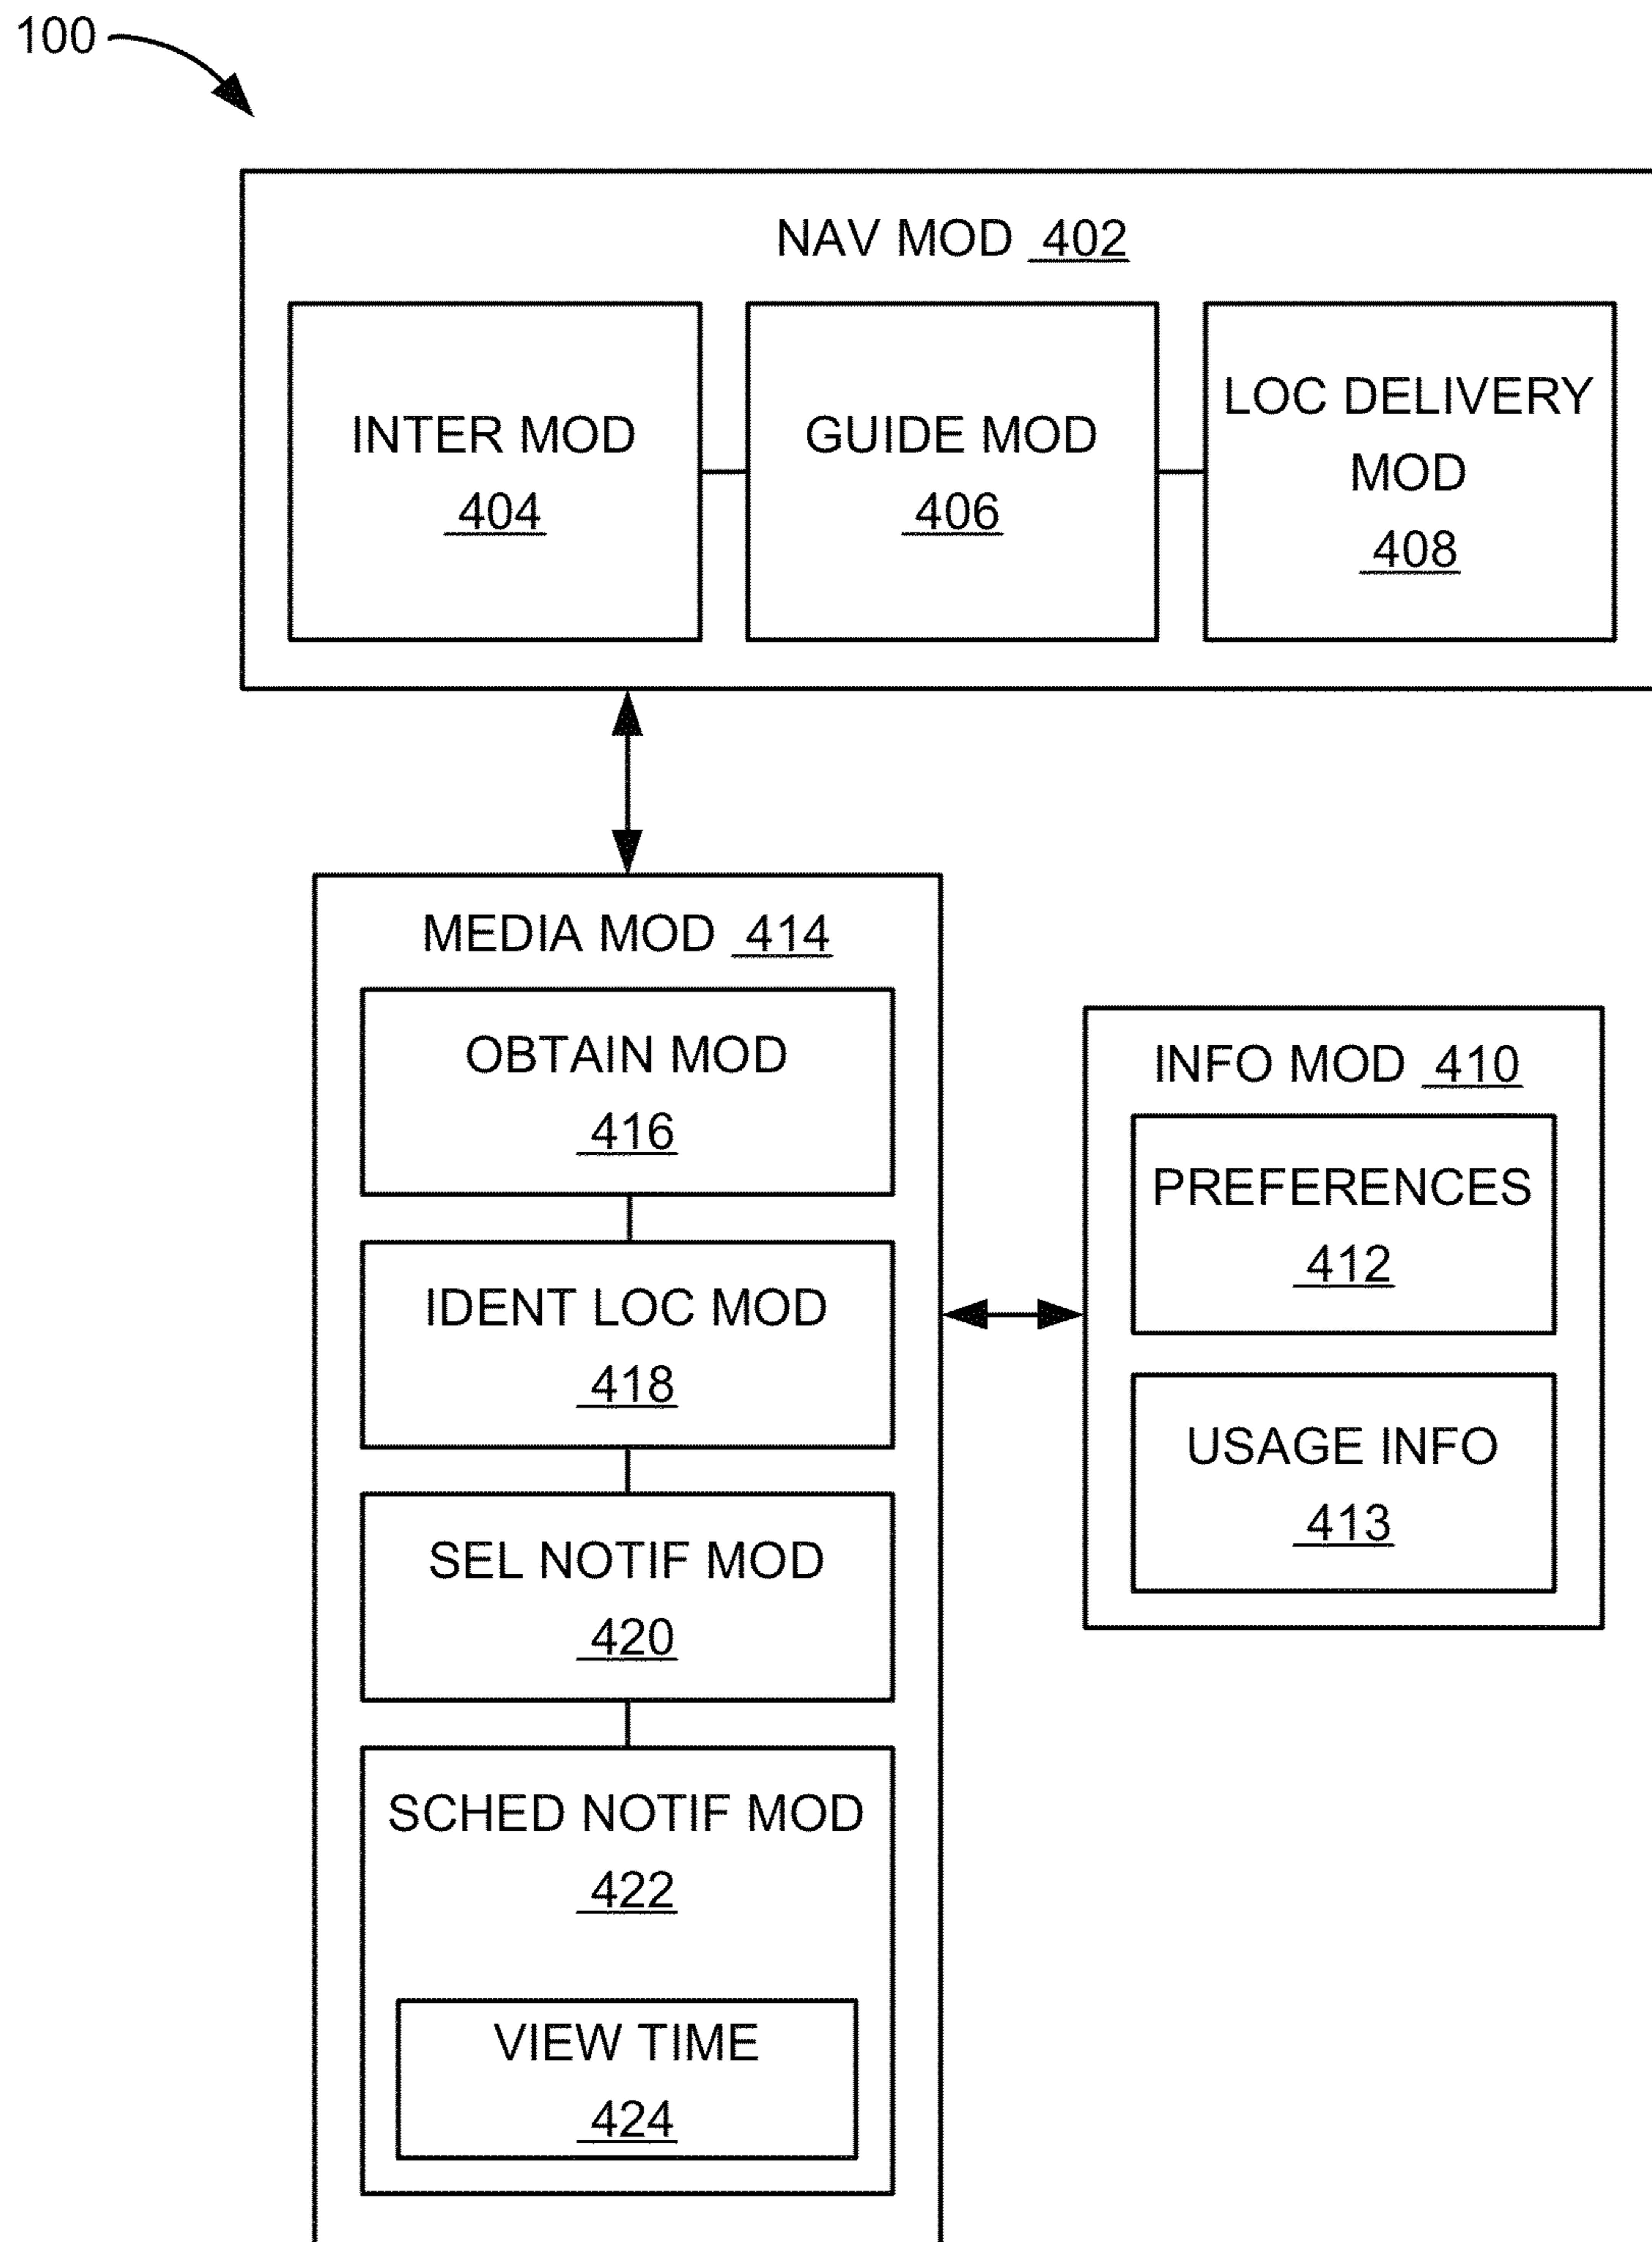 100
NAV MOD 402
INTER MOD
404
GUIDE MOD
406
LOC DELIVERY
MOD
408
MEDIA MOD 414
OBTAIN MOD
416
IDENT LOC MOD
418
SEL NOTIF MOD
420
SCHED NOTIF MOD
422
VIEW TIME
424
INFO MOD 410
PREFERENCES
412
USAGE INFO
413